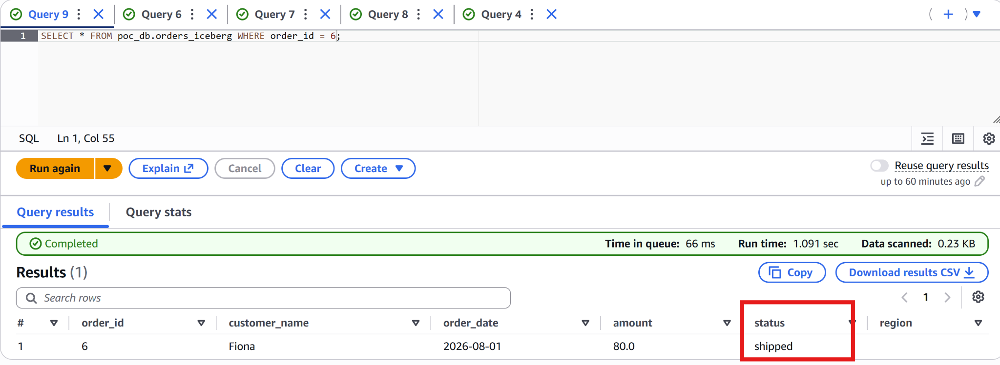 Query 9 Query 6 Query 7 Query 8 Query 4
1 SELECT * FROM poc_db.orders_iceberg WHERE order_id = 6;
SQL Ln 1, Col 55
Run again Explain Cancel Clear Create Reuse query results
up to 60 minutes ago
Query results Query stats
Completed Time in queue: 66 ms Run time: 1.091 sec Data scanned: 0.23 KB
Results (1) Copy Download results CSV
Search rows 1
# order_id customer_name order_date amount status region
1 6 Fiona 2026-08-01 80.0 shipped